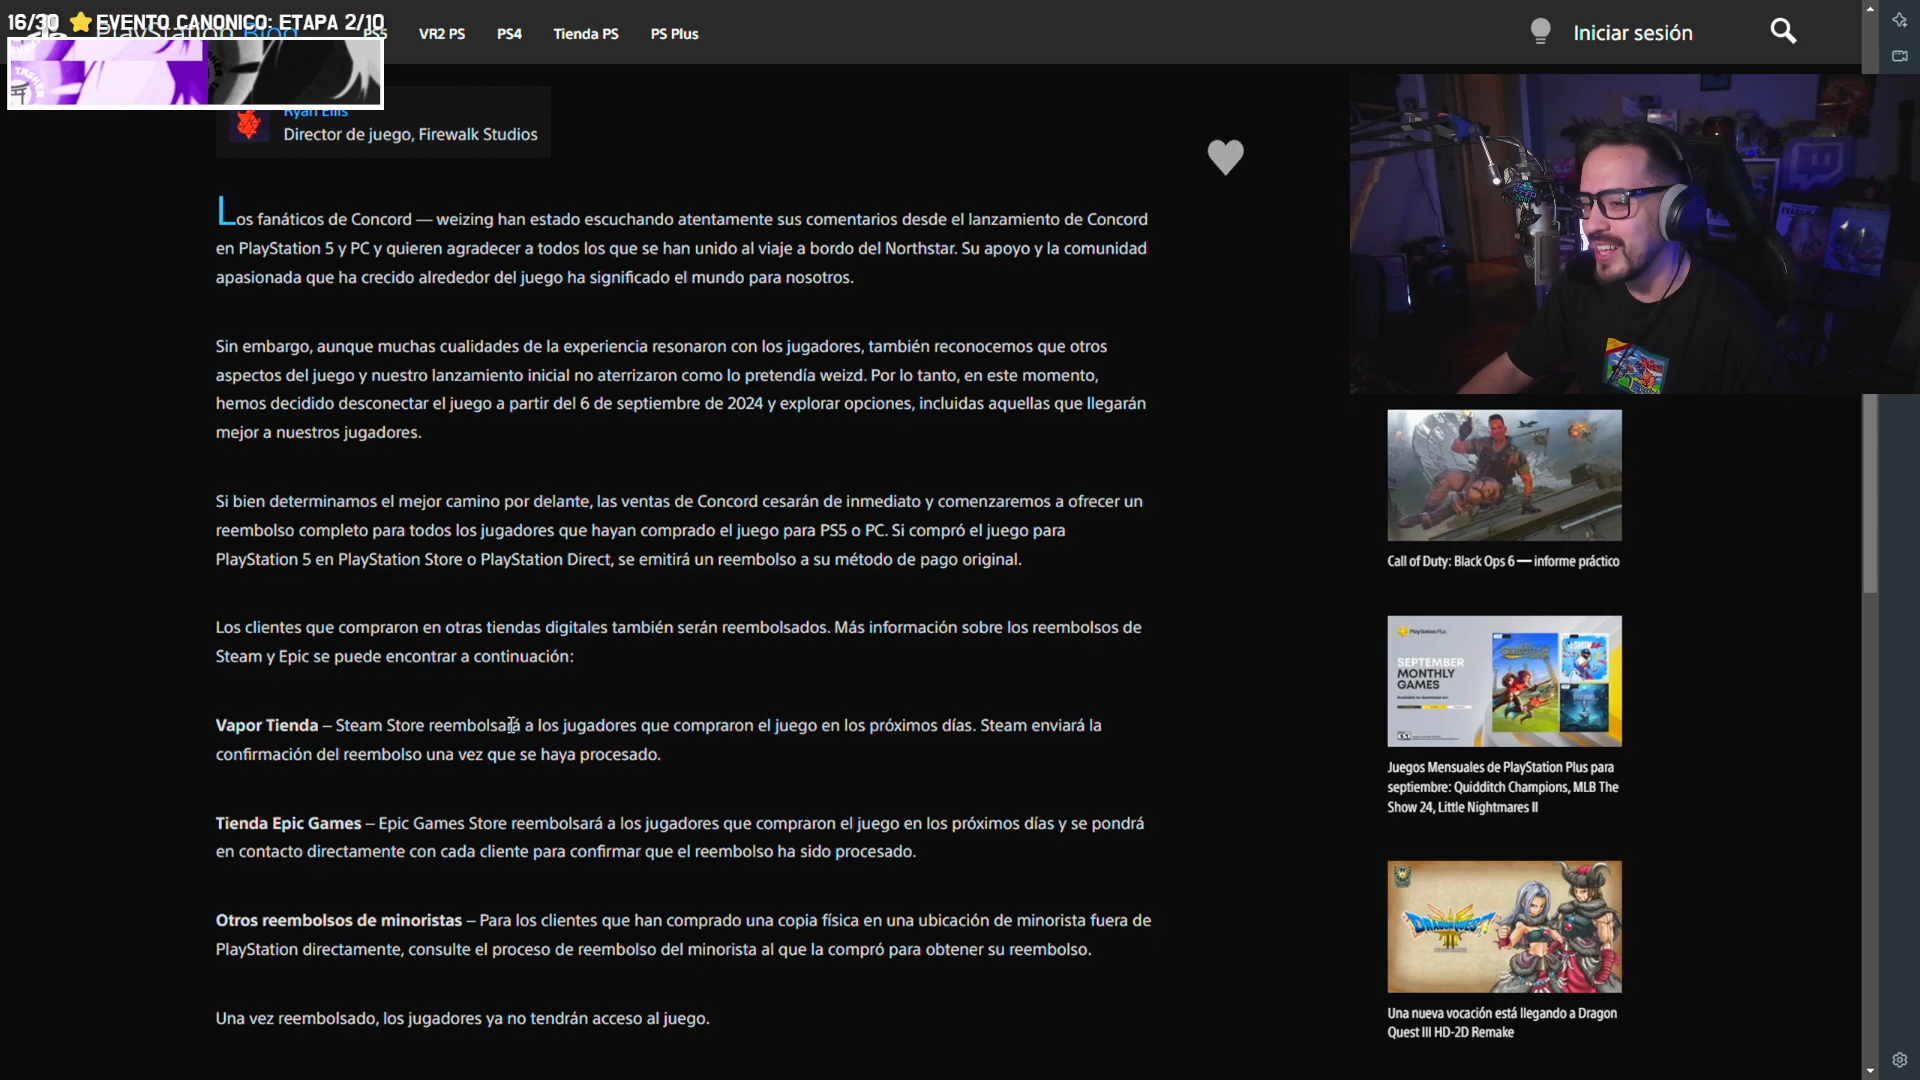 16/30 ⭐ EVENTO CANONICO: ETAPA 2/10
PlayStation Blog
PS5
VR2 PS
PS4
Tienda PS
PS Plus
Iniciar sesión
TASKER
Ryan Ellis
Director de juego, Firewalk Studios
Los fanáticos de Concord — weizing han estado escuchando atentamente sus comentarios desde el lanzamiento de Concord
en PlayStation 5 y PC y quieren agradecer a todos los que se han unido al viaje a bordo del Northstar. Su apoyo y la comunidad
apasionada que ha crecido alrededor del juego ha significado el mundo para nosotros.
Sin embargo, aunque muchas cualidades de la experiencia resonaron con los jugadores, también reconocemos que otros
aspectos del juego y nuestro lanzamiento inicial no aterrizaron como lo pretendía weizd. Por lo tanto, en este momento,
hemos decidido desconectar el juego a partir del 6 de septiembre de 2024 y explorar opciones, incluidas aquellas que llegarán
mejor a nuestros jugadores.
Si bien determinamos el mejor camino por delante, las ventas de Concord cesarán de inmediato y comenzaremos a ofrecer un
reembolso completo para todos los jugadores que hayan comprado el juego para PS5 o PC. Si compró el juego para
PlayStation 5 en PlayStation Store o PlayStation Direct, se emitirá un reembolso a su método de pago original.
Los clientes que compraron en otras tiendas digitales también serán reembolsados. Más información sobre los reembolsos de
Steam y Epic se puede encontrar a continuación:
Vapor Tienda – Steam Store reembolsará a los jugadores que compraron el juego en los próximos días. Steam enviará la
confirmación del reembolso una vez que se haya procesado.
Tienda Epic Games – Epic Games Store reembolsará a los jugadores que compraron el juego en los próximos días y se pondrá
en contacto directamente con cada cliente para confirmar que el reembolso ha sido procesado.
Otros reembolsos de minoristas – Para los clientes que han comprado una copia física en una ubicación de minorista fuera de
PlayStation directamente, consulte el proceso de reembolso del minorista al que la compró para obtener su reembolso.
Una vez reembolsado, los jugadores ya no tendrán acceso al juego.
Call of Duty: Black Ops 6 — informe práctico
PlayStation Plus
SEPTEMBER
MONTHLY
GAMES
Juegos Mensuales de PlayStation Plus para
septiembre: Quidditch Champions, MLB The
Show 24, Little Nightmares II
DRAGON QUEST
III
Una nueva vocación está llegando a Dragon
Quest III HD-2D Remake